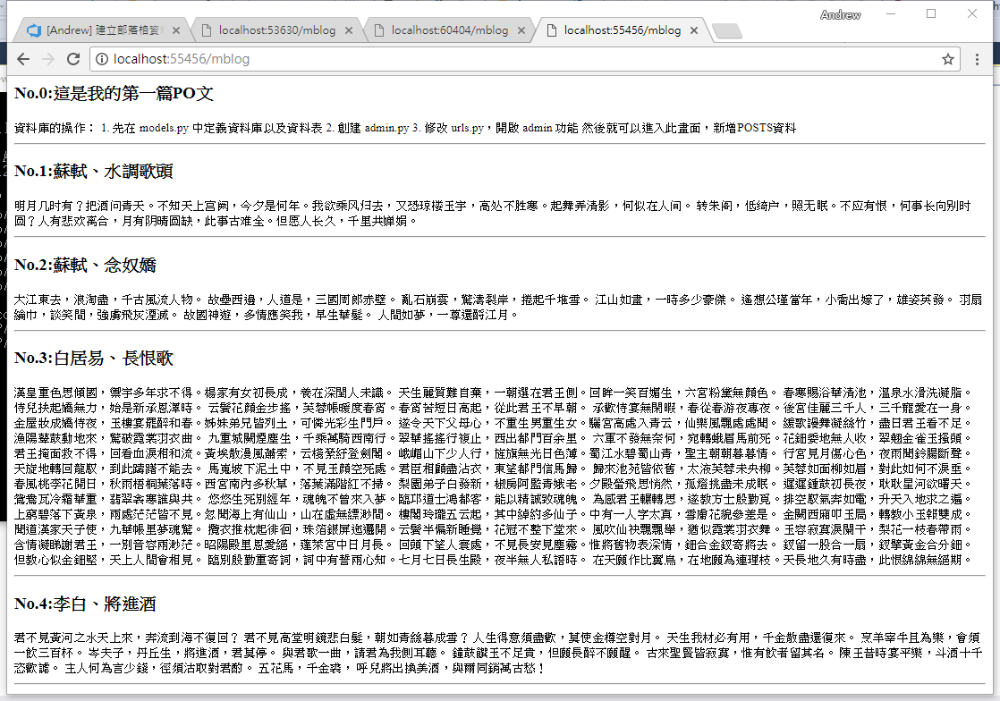 Andrew
[Andrew] 建立部落格資
localhost:53630/mblog
localhost:60404/mblog
localhost:55456/mblog
localhost:55456/mblog
No.0:這是我的第一篇PO文
資料庫的操作： 1. 先在 models.py 中定義資料庫以及資料表 2. 創建 admin.py 3. 修改 urls.py，開啟 admin 功能 然後就可以進入此畫面，新增POSTS資料
No.1:蘇軾、水調歌頭
明月几时有？把酒问青天。不知天上宫阙，今夕是何年。我欲乘风归去，又恐琼楼玉宇，高处不胜寒。起舞弄清影，何似在人间。 转朱阁，低绮户，照无眠。不应有恨，何事长向别时
圆？人有悲欢离合，月有阴晴圆缺，此事古难全。但愿人长久，千里共婵娟。
No.2:蘇軾、念奴嬌
大江東去，浪淘盡，千古風流人物。 故壘西邊，人道是，三國周郎赤壁。 亂石崩雲，驚濤裂岸，捲起千堆雪。 江山如畫，一時多少豪傑。 遙想公瑾當年，小喬出嫁了，雄姿英發。 羽扇
綸巾，談笑間，強虜飛灰湮滅。 故國神遊，多情應笑我，早生華髮。 人間如夢，一尊還酹江月。
No.3:白居易、長恨歌
漢皇重色思傾國，禦宇多年求不得。楊家有女初長成，養在深閨人未識。 天生麗質難自棄，一朝選在君王側。回眸一笑百媚生，六宮粉黛無顏色。 春寒賜浴華清池，溫泉水滑洗凝脂。
侍兒扶起嬌無力，始是新承恩澤時。 云鬢花顏金步搖，芙蓉帳暖度春宵。 春宵苦短日高起，從此君王不早朝。 承歡侍宴無閑暇，春從春游夜專夜。 後宮佳麗三千人，三千寵愛在一身。
金屋妝成嬌侍夜，玉樓宴罷醉和春。 姊妹弟兄皆列土，可憐光彩生門戶。 遂令天下父母心，不重生男重生女。 驪宮高處入青云，仙樂風飄處處聞。 緩歌謾舞凝絲竹，盡日君王看不足。
漁陽鼙鼓動地來，驚破霓裳羽衣曲。 九重城闕煙塵生，千乘萬騎西南行。 翠華搖搖行複止，西出都門百余里。 六軍不發無奈何，宛轉蛾眉馬前死。 花鈿委地無人收，翠翹金雀玉搔頭。
君王掩面救不得，回看血淚相和流。 黃埃散漫風蕭索，云棧縈紆登劍閣。 峨嵋山下少人行，旌旗無光日色薄。 蜀江水碧蜀山青，聖王朝朝暮暮情。 行宮見月傷心色，夜雨聞鈴腸斷聲。
天旋地轉回龍馭，到此躊躇不能去。 馬嵬坡下泥土中，不見玉顏空死處。 君臣相顧盡沾衣，東望都門信馬歸。 歸來池苑皆依舊，太液芙蓉未央柳。 芙蓉如面柳如眉，對此如何不淚垂。
春風桃李花開日，秋雨梧桐葉落時。 西宮南內多秋草，落葉滿階紅不掃。 梨園弟子白發新，椒房阿監青娥老。 夕殿螢飛思悄然，孤燈挑盡未成眠。 遲遲鍾鼓初長夜，耿耿星河欲曙天。
鴛鴦瓦冷霜華重，翡翠衾寒誰與共。 悠悠生死別經年，魂魄不曾來入夢。 臨邛道士鴻都客，能以精誠致魂魄。 為感君王輾轉思，遂教方士殷勤覓。 排空馭氣奔如電，升天入地求之遍。
上窮碧落下黃泉，兩處茫茫皆不見。 忽聞海上有仙山，山在虛無縹渺間。 樓閣玲瓏五云起，其中綽約多仙子。 中有一人字太真，雪膚花貌參差是。 金闕西廂叩玉扃，轉教小玉報雙成。
聞道漢家天子使，九華帳里夢魂驚。 攬衣推枕起徘徊，珠箔銀屏迤邐開。 云鬢半偏新睡覺，花冠不整下堂來。 風吹仙袂飄飄舉，猶似霓裳羽衣舞。 玉容寂寞淚闌干，梨花一枝春帶雨。
含情凝睇謝君王，一別音容兩渺茫。 昭陽殿里恩愛絕，蓬萊宮中日月長。 回頭下望人寰處，不見長安見塵霧。 惟將舊物表深情，鈿合金釵寄將去。 釵留一股合一扇，釵擘黃金合分鈿。
但教心似金鈿堅，天上人間會相見。 臨別殷勤重寄詞，詞中有誓兩心知。七月七日長生殿，夜半無人私語時。 在天願作比翼鳥，在地願為連理枝。天長地久有時盡，此恨綿綿無絕期。
No.4:李白、將進酒
君不見黃河之水天上來，奔流到海不復回？ 君不見高堂明鏡悲白髮，朝如青絲暮成雪？ 人生得意須盡歡，莫使金樽空對月。 天生我材必有用，千金散盡還復來。 烹羊宰牛且為樂，會須
一飲三百杯。 岑夫子，丹丘生，將進酒，君莫停。 與君歌一曲，請君為我側耳聽。 鐘鼓饌玉不足貴，但願長醉不願醒。 古來聖賢皆寂寞，惟有飲者留其名。 陳王昔時宴平樂，斗酒十千
恣歡謔。 主人何為言少錢，徑須沽取對君酌。 五花馬，千金裘， 呼兒將出換美酒，與爾同銷萬古愁！